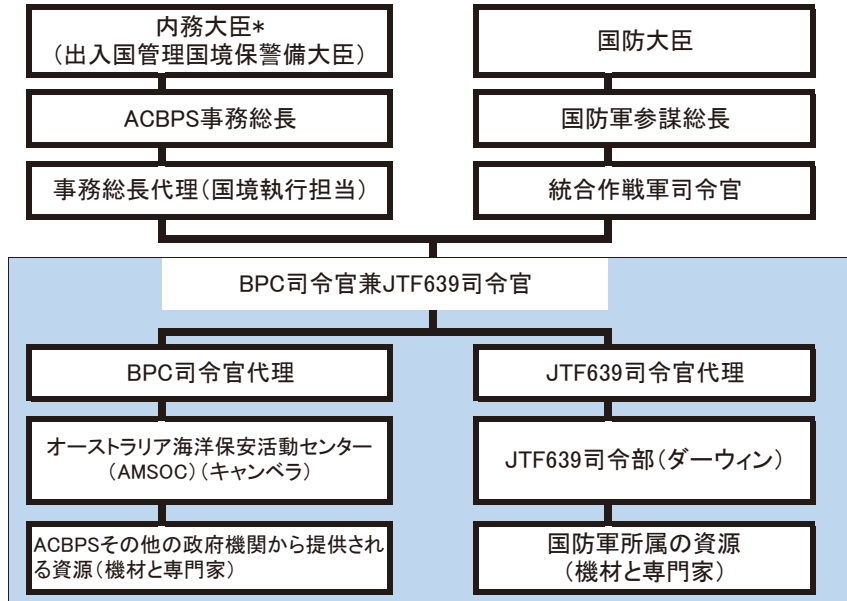 内務大臣*
（出入国管理国境保警備大臣）
国防大臣
ACBPS事務総長
国防軍参謀総長
事務総長代理（国境執行担当）
統合作戦軍司令官
BPC司令官兼JTF639司令官
BPC司令官代理
JTF639司令官代理
オーストラリア海洋保安活動センター
（AMSOC）（キャンベラ）
JTF639司令部（ダーウィン）
ACBPSその他の政府機関から提供され
る資源（機材と専門家）
国防軍所属の資源
（機材と専門家）